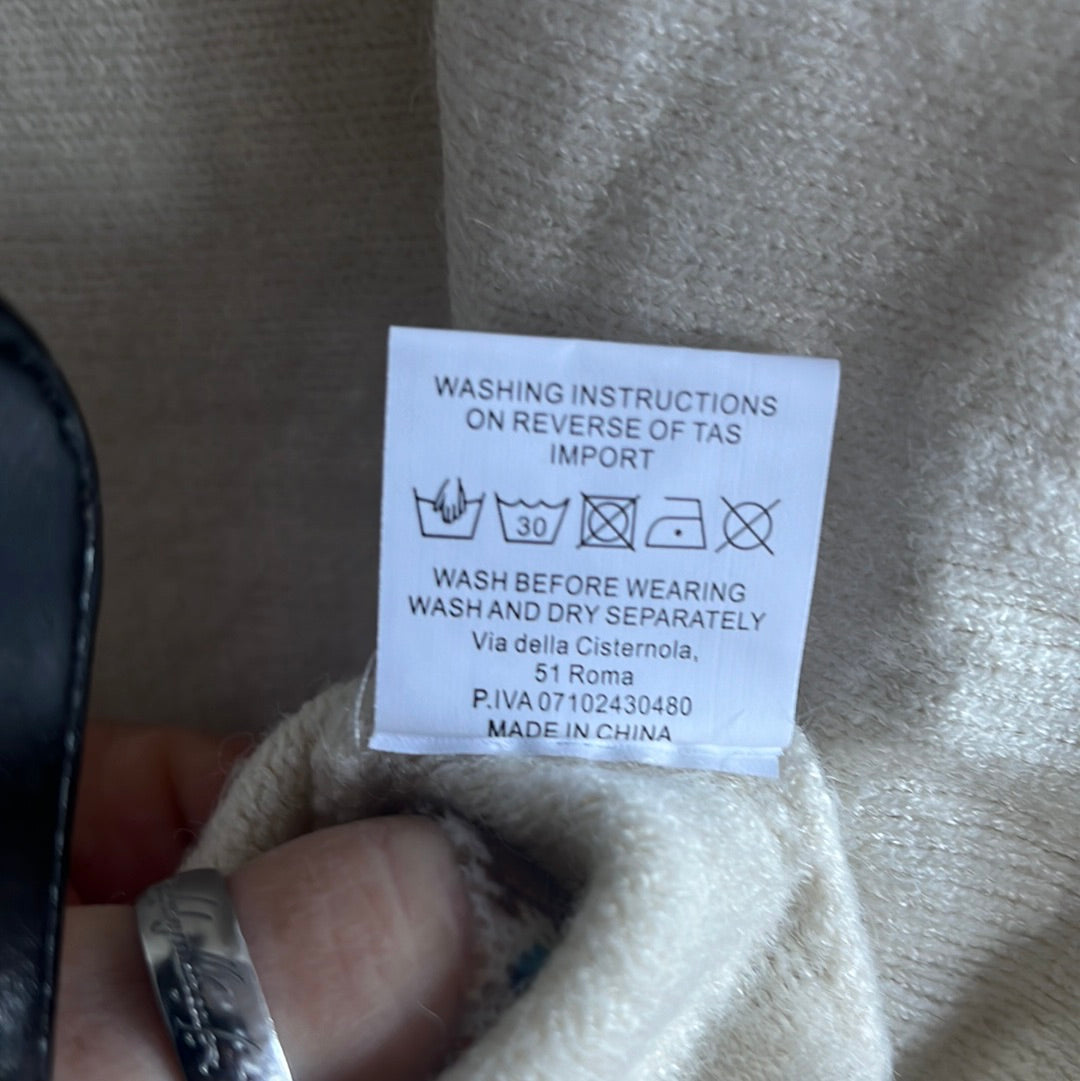 WASHING INSTRUCTIONS
ON REVERSE OF TAS
IMPORT
30
WASH BEFORE WEARING
WASH AND DRY SEPARATELY
Via della Cisternola,
51 Roma
P.IVA 07102430480
MADE IN CHINA